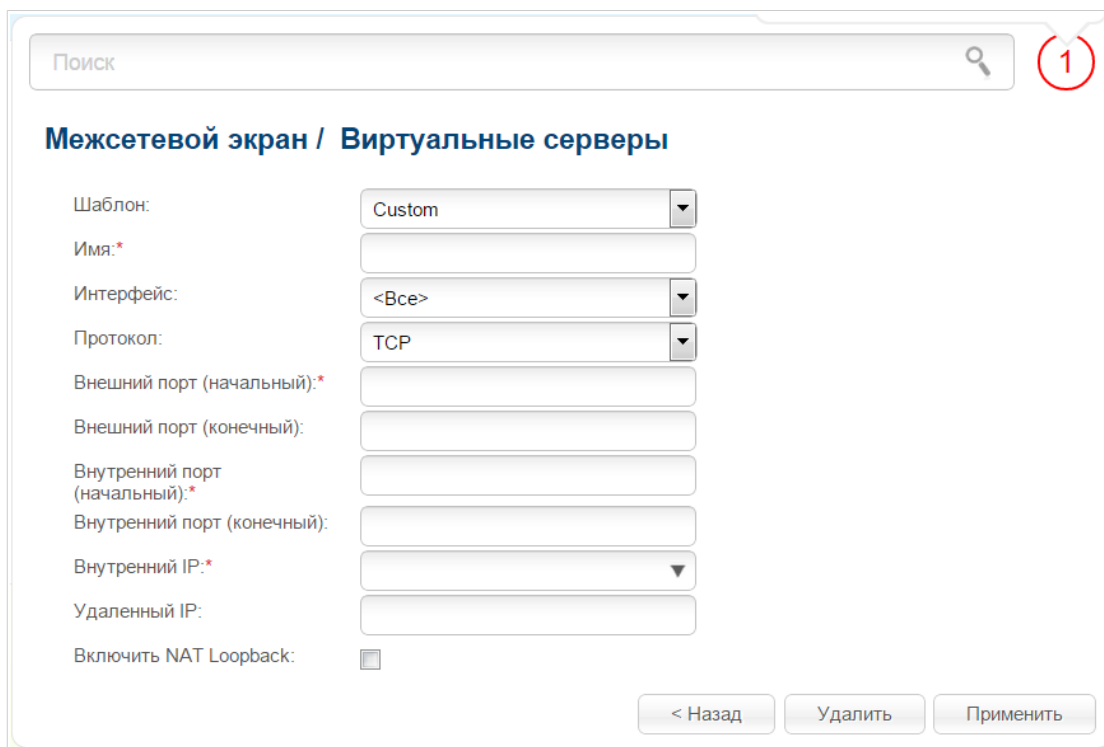 Поиск
1
Межсетевой экран / Виртуальные серверы
Шаблон:
Custom
Имя:*
Интерфейс:
<Все>
Протокол:
TCP
Внешний порт (начальный):*
Внешний порт (конечный):
Внутренний порт
(начальный):*
Внутренний порт (конечный):
Внутренний IP:*
Удаленный IP:
Включить NAT Loopback:
< Назад
Удалить
Применить